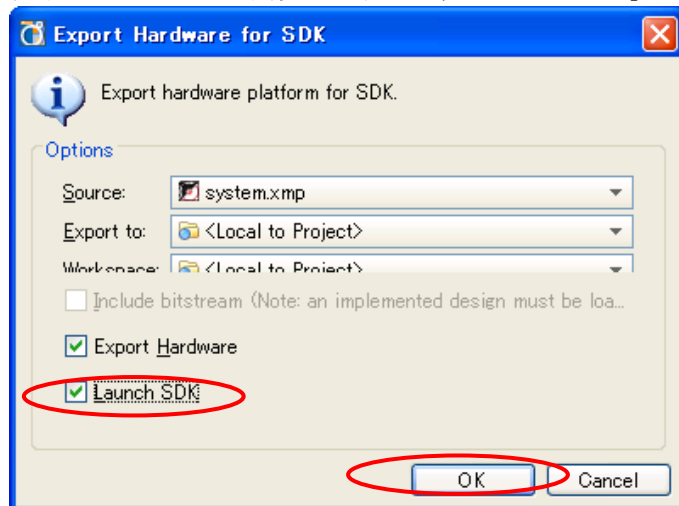 Export Hardware for SDK
Export hardware platform for SDK.
Options
Source: system.xmp
Export to: <Local to Project>
Workspace: <Local to Project>
Include bitstream (Note: an implemented design must be loa...
Export Hardware
Launch SDK
OK Cancel